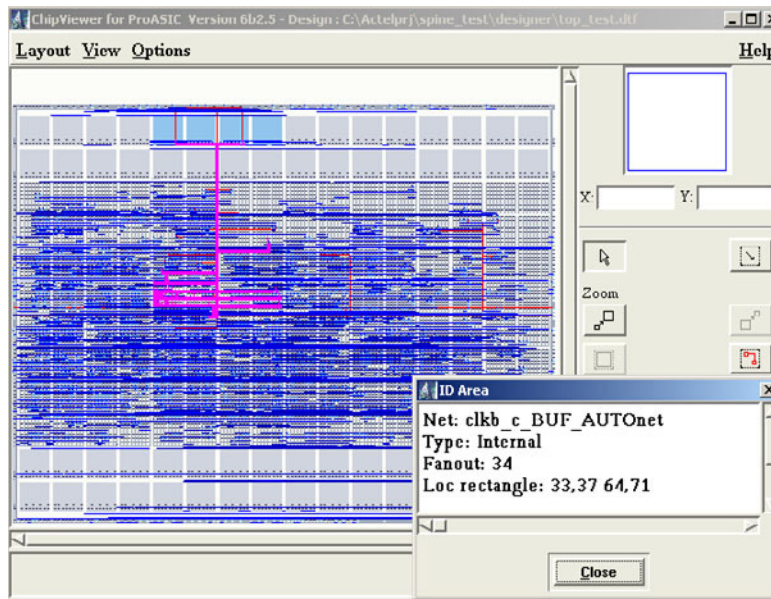 ChipViewer for ProASIC Version 6b2.5 - Design : C:\Actelprj\spine_test\designer\top_test.dtf
Layout View Options Help
X: Y:
Zoom
ID Area
Net: clkb_c_BUF_AUTOnet
Type: Internal
Fanout: 34
Loc rectangle: 33,37 64,71
Close